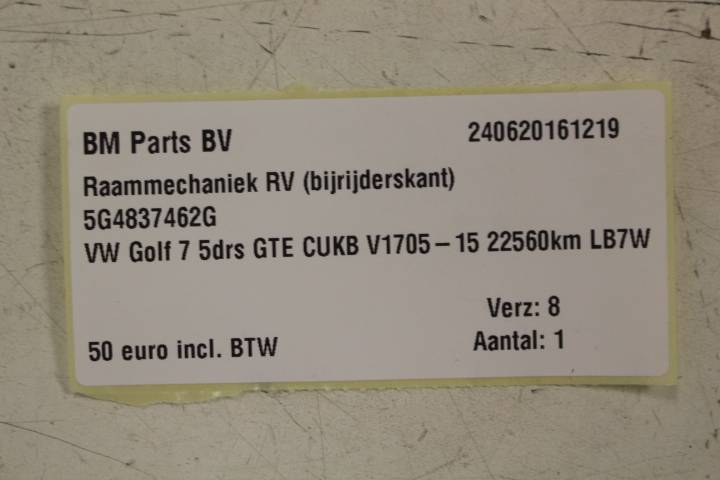 BM Parts BV 240620161219
Raammechaniek RV (bijrijderskant)
5G4837462G
VW Golf 7 5drs GTE CUKB V1705-15 22560km LB7W
Verz: 8
50 euro incl. BTW Aantal: 1